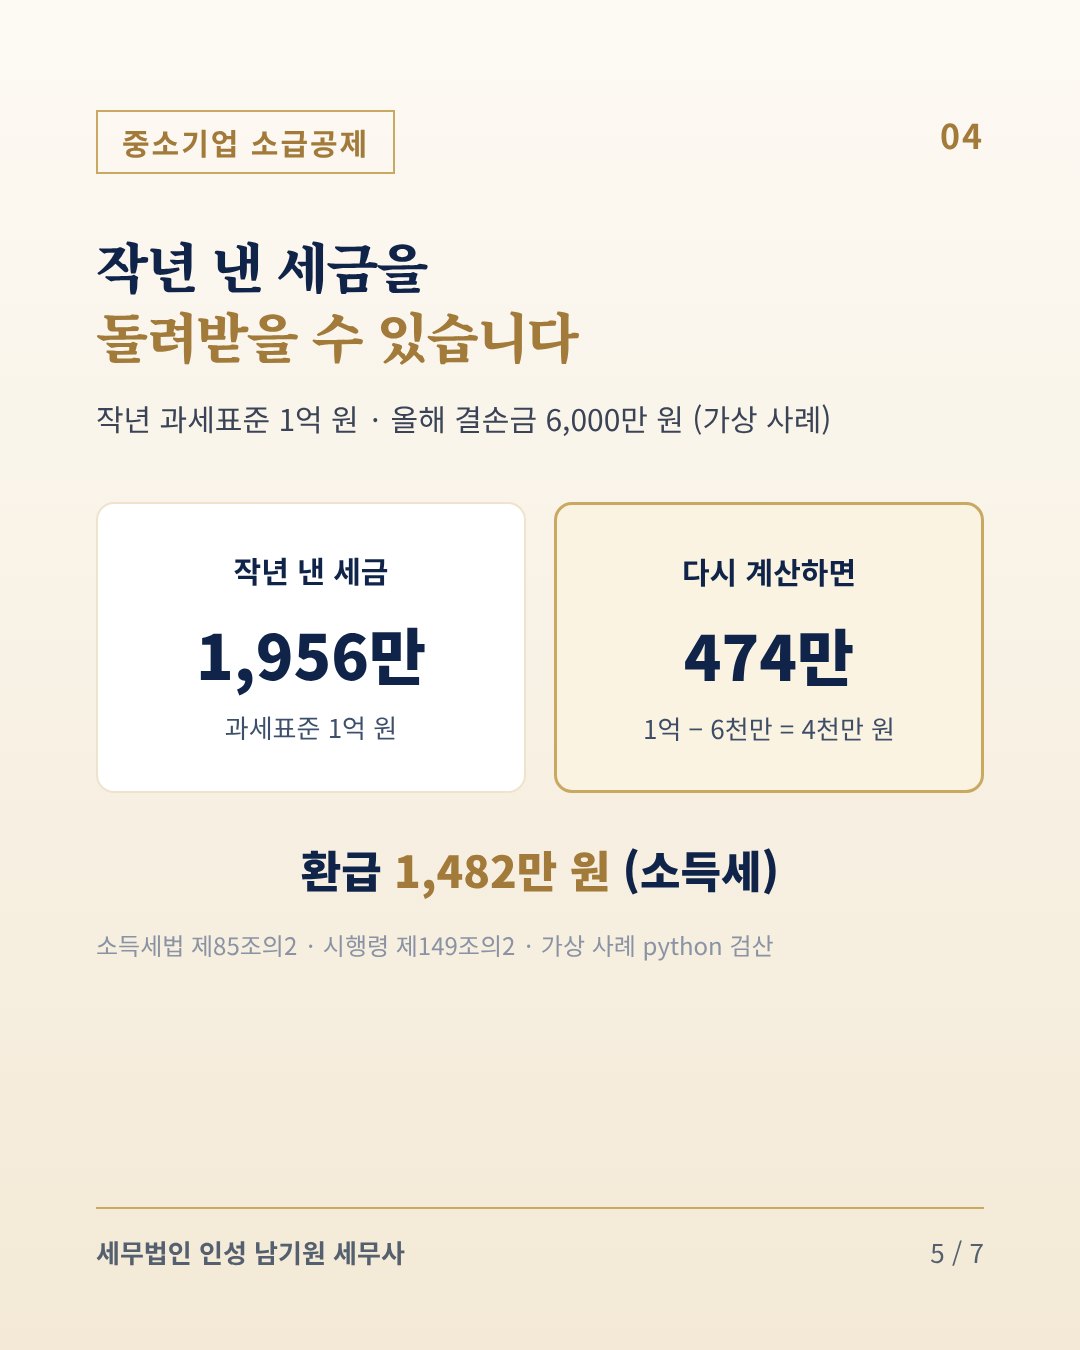 중소기업 소급공제
04
작년 낸 세금을
돌려받을 수 있습니다
작년 과세표준 1억 원 · 올해 결손금 6,000만 원 (가상 사례)
작년 낸 세금
1,956만
과세표준 1억 원
다시 계산하면
474만
1억 − 6천만 = 4천만 원
환급 1,482만 원 (소득세)
소득세법 제85조의2 · 시행령 제149조의2 · 가상 사례 python 검산
세무법인 인성 남기원 세무사
5 / 7